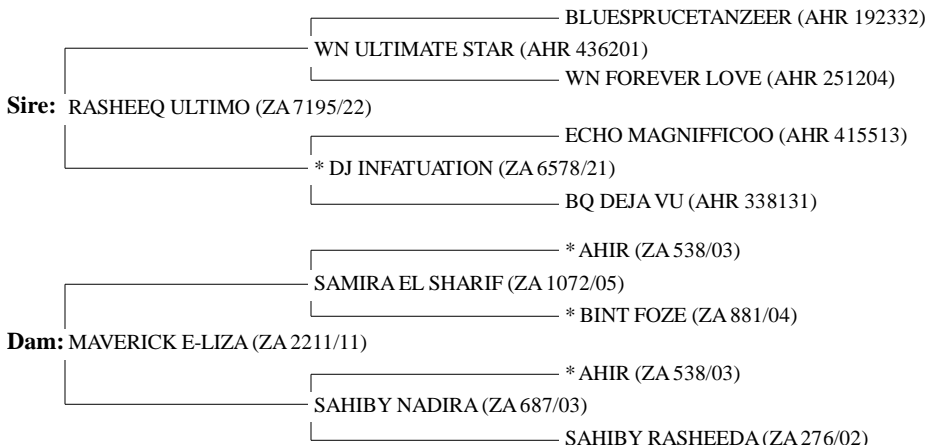 BLUESPRUCETANZEER (AHR 192332)
WN ULTIMATE STAR (AHR 436201)
WN FOREVER LOVE (AHR 251204)
Sire: RASHEEQ ULTIMO (ZA 7195/22)
ECHO MAGNIFFICOO (AHR 415513)
* DJ INFATUATION (ZA 6578/21)
BQ DEJA VU (AHR 338131)
* AHIR (ZA 538/03)
SAMIRA EL SHARIF (ZA 1072/05)
* BINT FOZE (ZA 881/04)
Dam: MAVERICK E-LIZA (ZA 2211/11)
* AHIR (ZA 538/03)
SAHIBY NADIRA (ZA 687/03)
SAHIBY RASHEEDA (ZA 276/02)